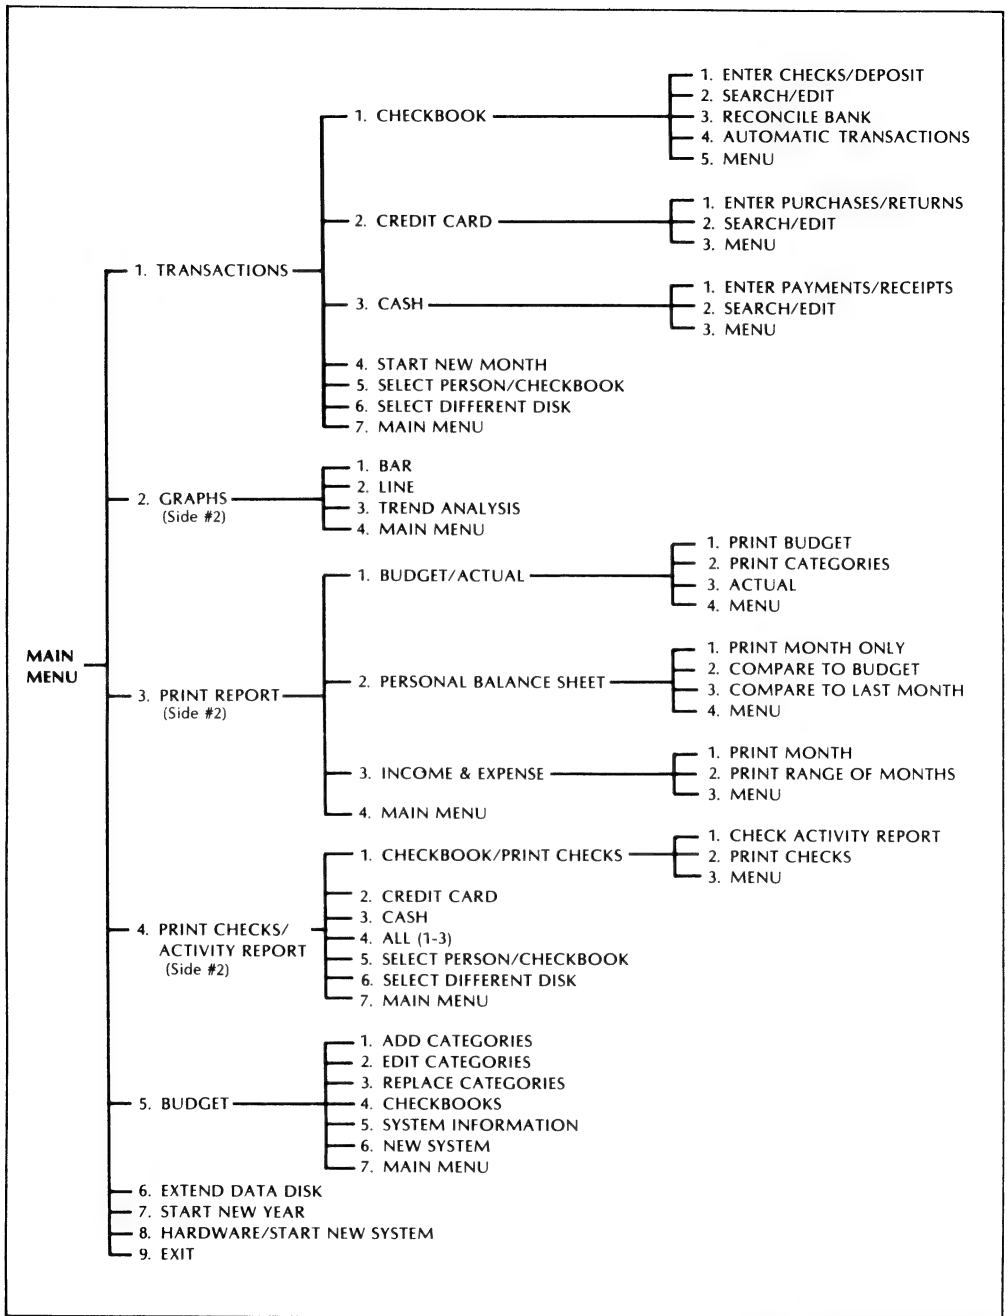 MAIN
MENU
1. TRANSACTIONS
1. CHECKBOOK
1. ENTER CHECKS/DEPOSIT
2. SEARCH/EDIT
3. RECONCILE BANK
4. AUTOMATIC TRANSACTIONS
5. MENU
2. CREDIT CARD
1. ENTER PURCHASES/RETURNS
2. SEARCH/EDIT
3. MENU
3. CASH
1. ENTER PAYMENTS/RECEIPTS
2. SEARCH/EDIT
3. MENU
4. START NEW MONTH
5. SELECT PERSON/CHECKBOOK
6. SELECT DIFFERENT DISK
7. MAIN MENU
2. GRAPHS
(Side #2)
1. BAR
2. LINE
3. TREND ANALYSIS
4. MAIN MENU
3. PRINT REPORT
(Side #2)
1. BUDGET/ACTUAL
1. PRINT BUDGET
2. PRINT CATEGORIES
3. ACTUAL
4. MENU
2. PERSONAL BALANCE SHEET
1. PRINT MONTH ONLY
2. COMPARE TO BUDGET
3. COMPARE TO LAST MONTH
4. MENU
3. INCOME & EXPENSE
1. PRINT MONTH
2. PRINT RANGE OF MONTHS
3. MENU
4. MAIN MENU
4. PRINT CHECKS/
ACTIVITY REPORT
(Side #2)
1. CHECKBOOK/PRINT CHECKS
1. CHECK ACTIVITY REPORT
2. PRINT CHECKS
3. MENU
2. CREDIT CARD
3. CASH
4. ALL (1-3)
5. SELECT PERSON/CHECKBOOK
6. SELECT DIFFERENT DISK
7. MAIN MENU
5. BUDGET
1. ADD CATEGORIES
2. EDIT CATEGORIES
3. REPLACE CATEGORIES
4. CHECKBOOKS
5. SYSTEM INFORMATION
6. NEW SYSTEM
7. MAIN MENU
6. EXTEND DATA DISK
7. START NEW YEAR
8. HARDWARE/START NEW SYSTEM
9. EXIT